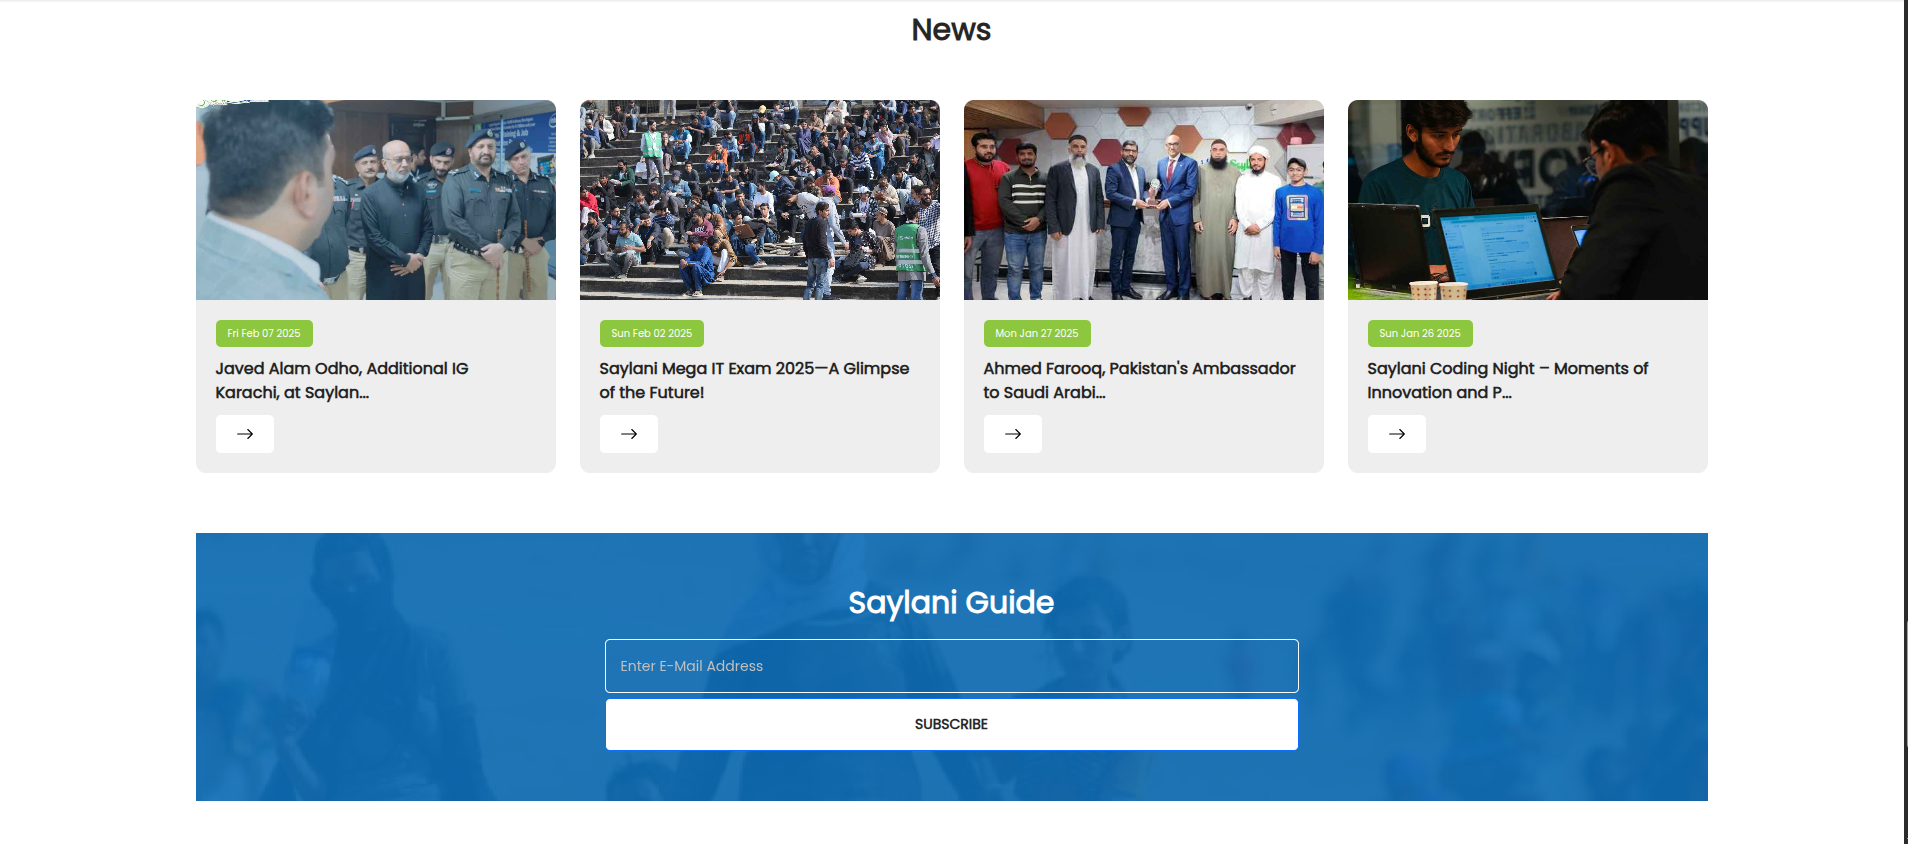 News
Fri Feb 07 2025
Javed Alam Odho, Additional IG
Karachi, at Saylan...
Sun Feb 02 2025
Saylani Mega IT Exam 2025—A Glimpse
of the Future!
Mon Jan 27 2025
Ahmed Farooq, Pakistan's Ambassador
to Saudi Arabi...
Sun Jan 26 2025
Saylani Coding Night – Moments of
Innovation and P...
Saylani Guide
Enter E-Mail Address
SUBSCRIBE